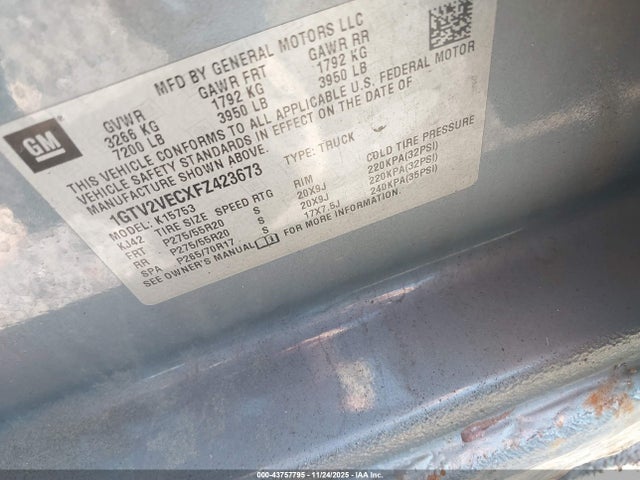 MFD BY GENERAL MOTORS LLC
GVWR GAWR FRT GAWR RR
3266 KG 1792 KG 1792 KG
7200 LB 3950 LB 3950 LB
GM
THIS VEHICLE CONFORMS TO ALL APPLICABLE U.S. FEDERAL MOTOR
VEHICLE SAFETY STANDARDS IN EFFECT ON THE DATE OF
MANUFACTURE SHOWN ABOVE.
1GTV2VECXFZ423673 TYPE: TRUCK
MODEL: K15753
KJ42 TIRE SIZE SPEED RTG RIM COLD TIRE PRESSURE
FRT P275/55R20 S 20X9J 220KPA(32PSI)
RR P275/55R20 S 20X9J 220KPA(32PSI)
SPA P265/70R17 S 17X7.5J 240KPA(35PSI)
SEE OWNER'S MANUAL FOR MORE INFORMATION.
000-43757795 - 11/24/2025 - IAA Inc.